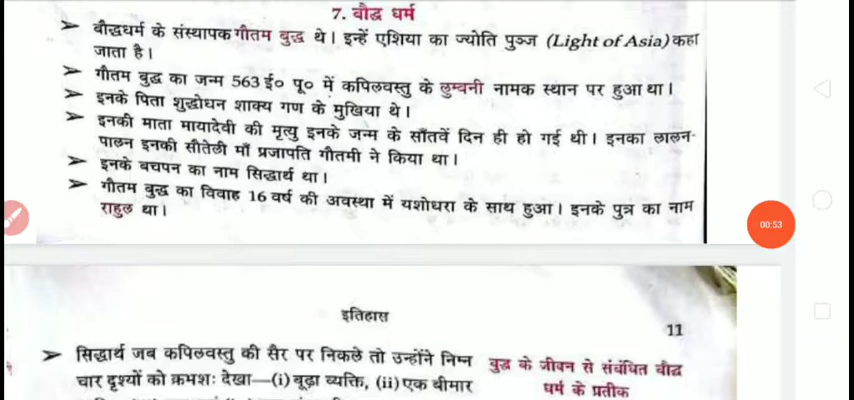 7. बौद्ध धर्म
➤ बौद्धधर्म के संस्थापक गौतम बुद्ध थे। इन्हें एशिया का ज्योति पुञ्ज (Light of Asia) कहा
जाता है।
➤ गौतम बुद्ध का जन्म 563 ई० पू० में कपिलवस्तु के लुम्बनी नामक स्थान पर हुआ था।
➤ इनके पिता शुद्धोधन शाक्य गण के मुखिया थे।
➤ इनकी माता मायादेवी की मृत्यु इनके जन्म के साँतवें दिन ही हो गई थी। इनका लालन-
पालन इनकी सौतेली माँ प्रजापति गौतमी ने किया था।
➤ इनके बचपन का नाम सिद्धार्थ था।
➤ गौतम बुद्ध का विवाह 16 वर्ष की अवस्था में यशोधरा के साथ हुआ। इनके पुत्र का नाम
राहुल था।
00:53
इतिहास
11
➤ सिद्धार्थ जब कपिलवस्तु की सैर पर निकले तो उन्होंने निम्न
चार दृश्यों को क्रमशः देखा—(i) बूढ़ा व्यक्ति, (ii) एक बीमार
बुद्ध के जीवन से संबंधित बौद्ध
धर्म के प्रतीक